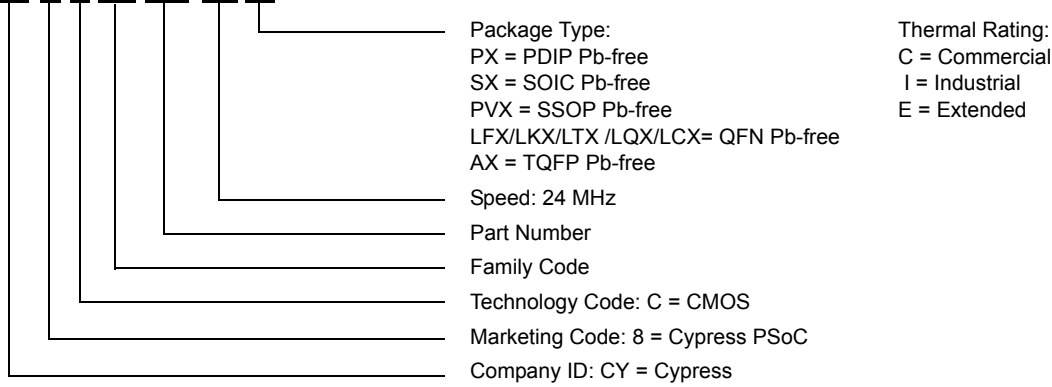 Package Type:
PX = PDIP Pb-free
SX = SOIC Pb-free
PVX = SSOP Pb-free
LFX/LKX/LTX /LQX/LCX= QFN Pb-free
AX = TQFP Pb-free
Thermal Rating:
C = Commercial
I = Industrial
E = Extended
Speed: 24 MHz
Part Number
Family Code
Technology Code: C = CMOS
Marketing Code: 8 = Cypress PSoC
Company ID: CY = Cypress